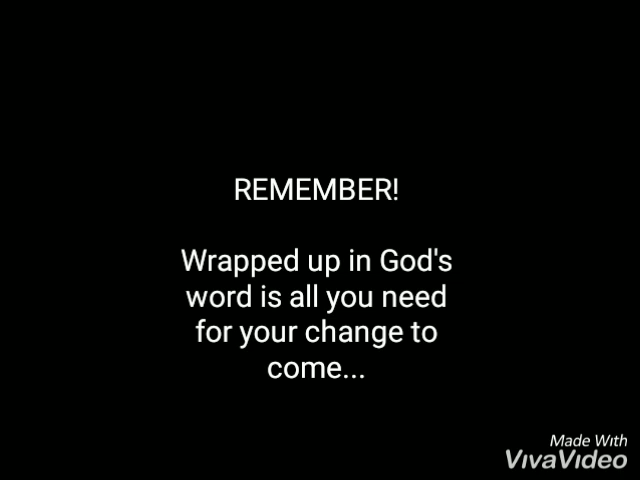 REMEMBER!
Wrapped up in God's
word is all you need
for your change to
come...
Made With
VivaVideo